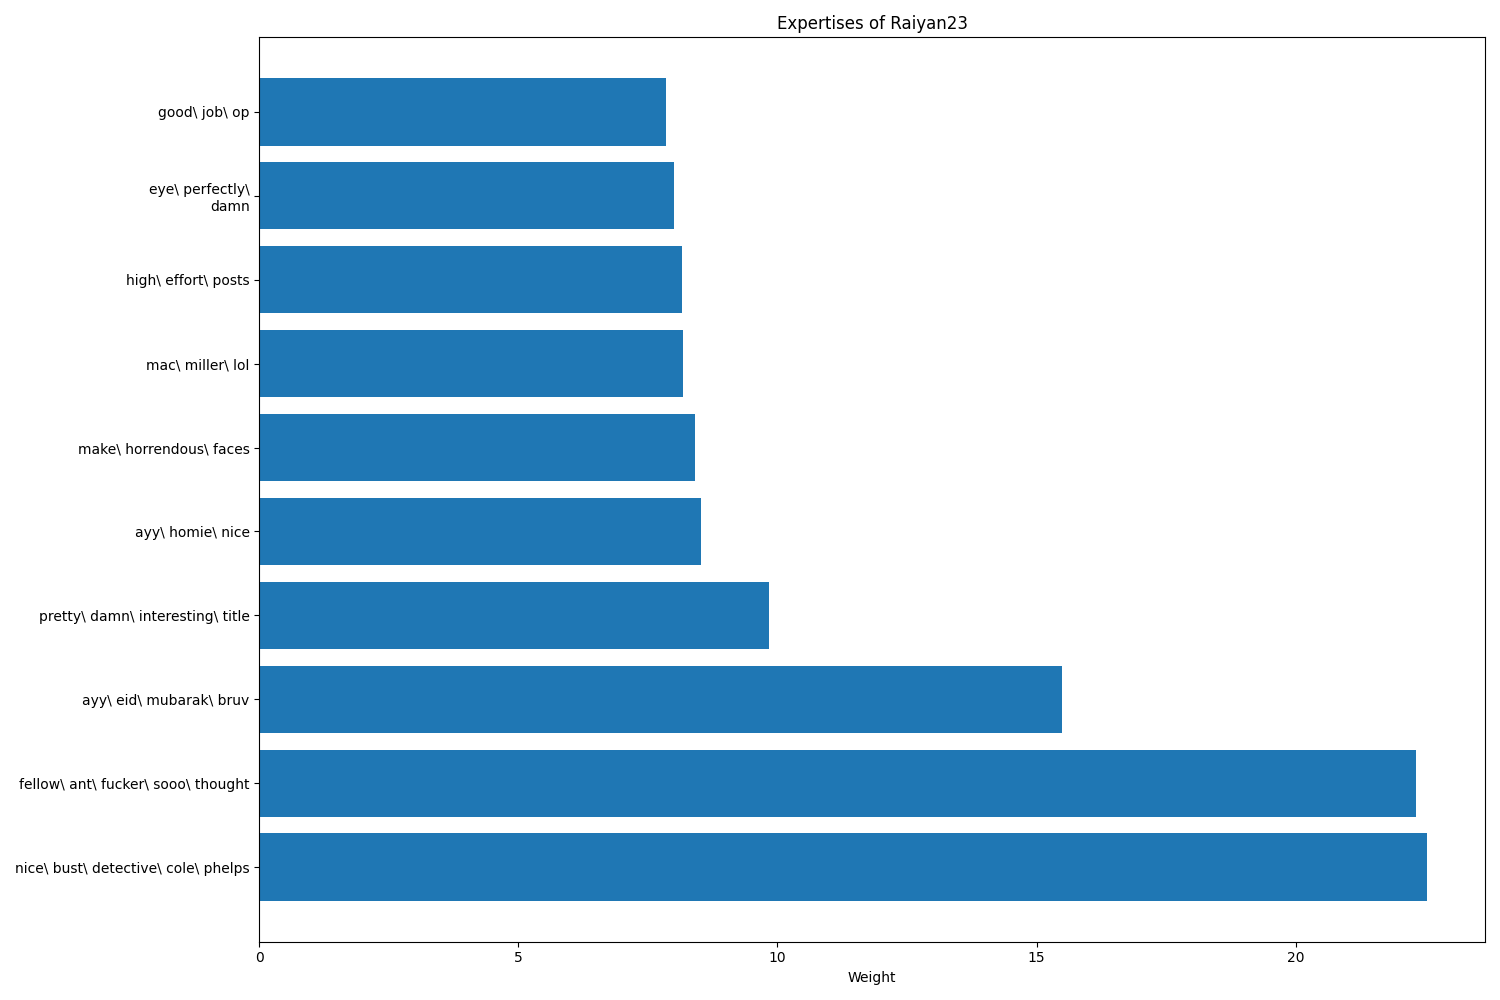 Expertises of Raiyan23
good\ job\ op
eye\ perfectly\
damn
high\ effort\ posts
mac\ miller\ lol
make\ horrendous\ faces
ayy\ homie\ nice
pretty\ damn\ interesting\ title
ayy\ eid\ mubarak\ bruv
fellow\ ant\ fucker\ sooo\ thought
nice\ bust\ detective\ cole\ phelps
0 5 10 15 20
Weight